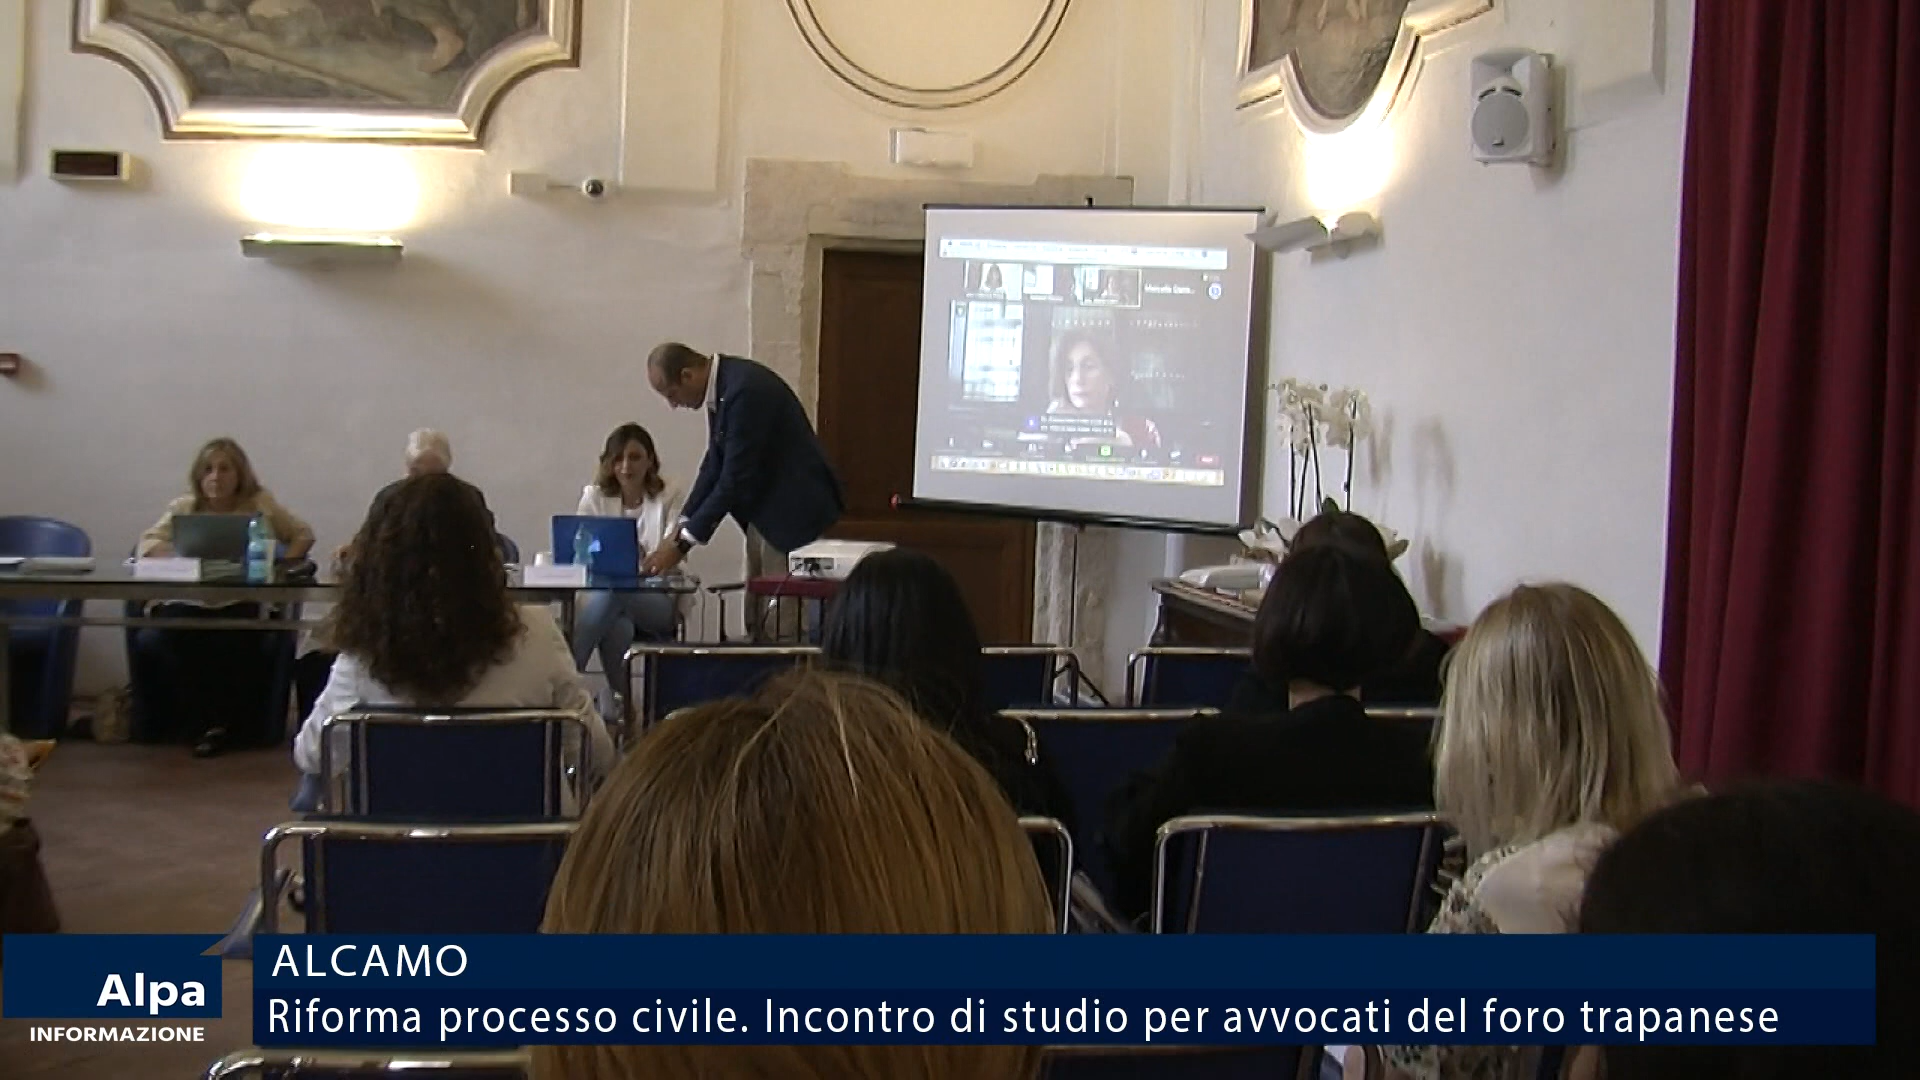 ALCAMO
Alpa
INFORMAZIONE
Riforma processo civile. Incontro di studio per avvocati del foro trapanese